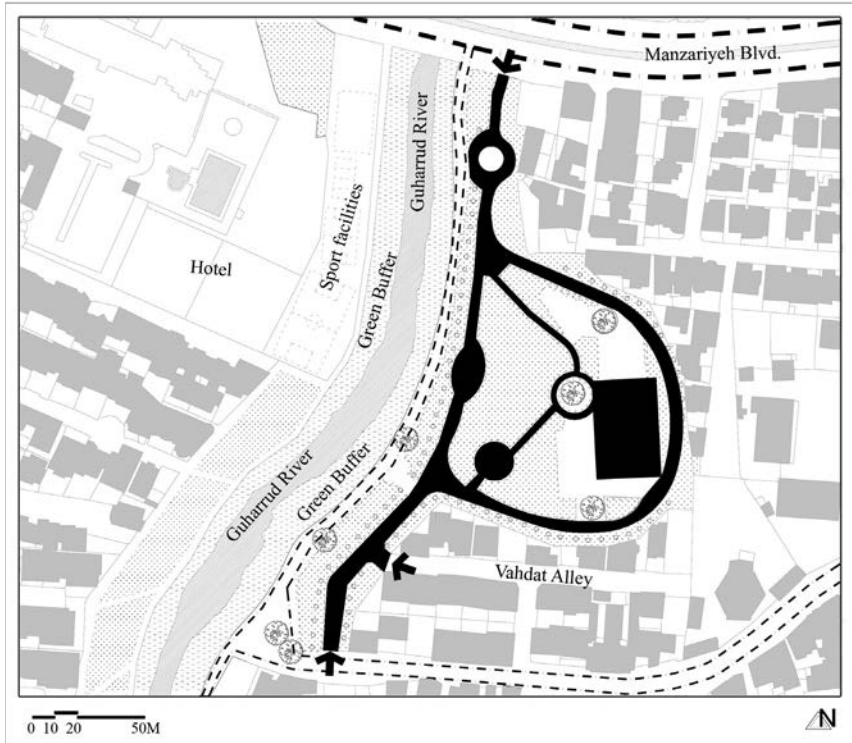 Manzariyeh Blvd.
Guharrud River
Sport facilities
Hotel
Green Buffer
Guharrud River
Green Buffer
Vahdat Alley
0 10 20 50M
N